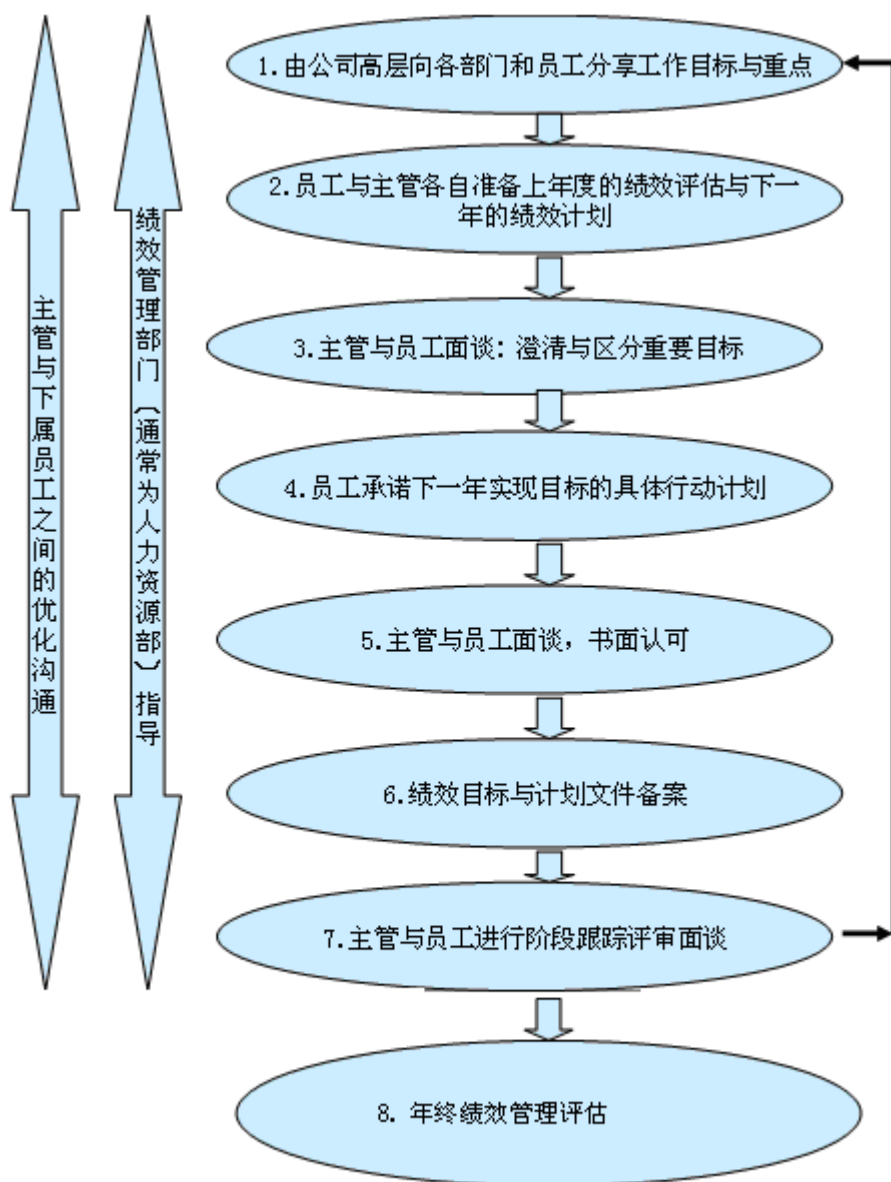 1.由公司高层向各部门和员工分享工作目标与重点
2.员工与主管各自准备上年度的绩效评估与下一
年的绩效计划
3.主管与员工面谈：澄清与区分重要目标
4.员工承诺下一年实现目标的具体行动计划
5.主管与员工面谈，书面认可
6.绩效目标与计划文件备案
7.主管与员工进行阶段跟踪评审面谈
8. 年终绩效管理评估
主管与下属员工之间的优化沟通
绩效管理部门（通常为人力资源部）指导